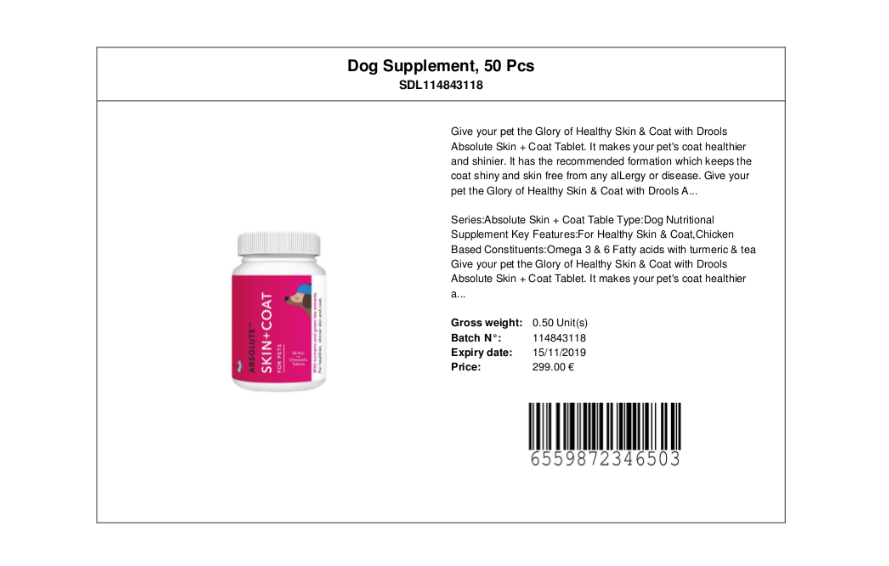 Dog Supplement, 50 Pcs
SDL114843118
Give your pet the Glory of Healthy Skin & Coat with Drools
Absolute Skin + Coat Tablet. It makes your pet's coat healthier
and shinier. It has the recommended formation which keeps the
coat shiny and skin free from any alLergy or disease. Give your
pet the Glory of Healthy Skin & Coat with Drools A...
Series:Absolute Skin + Coat Table Type:Dog Nutritional
Supplement Key Features:For Healthy Skin & Coat,Chicken
Based Constituents:Omega 3 & 6 Fatty acids with turmeric & tea
Give your pet the Glory of Healthy Skin & Coat with Drools
Absolute Skin + Coat Tablet. It makes your pet's coat healthier
a...
Gross weight: 0.50 Unit(s)
Batch N°: 114843118
Expiry date: 15/11/2019
Price: 299.00 €
6559872346503
ABSOLUTE
SKIN+COAT
FOR PETS